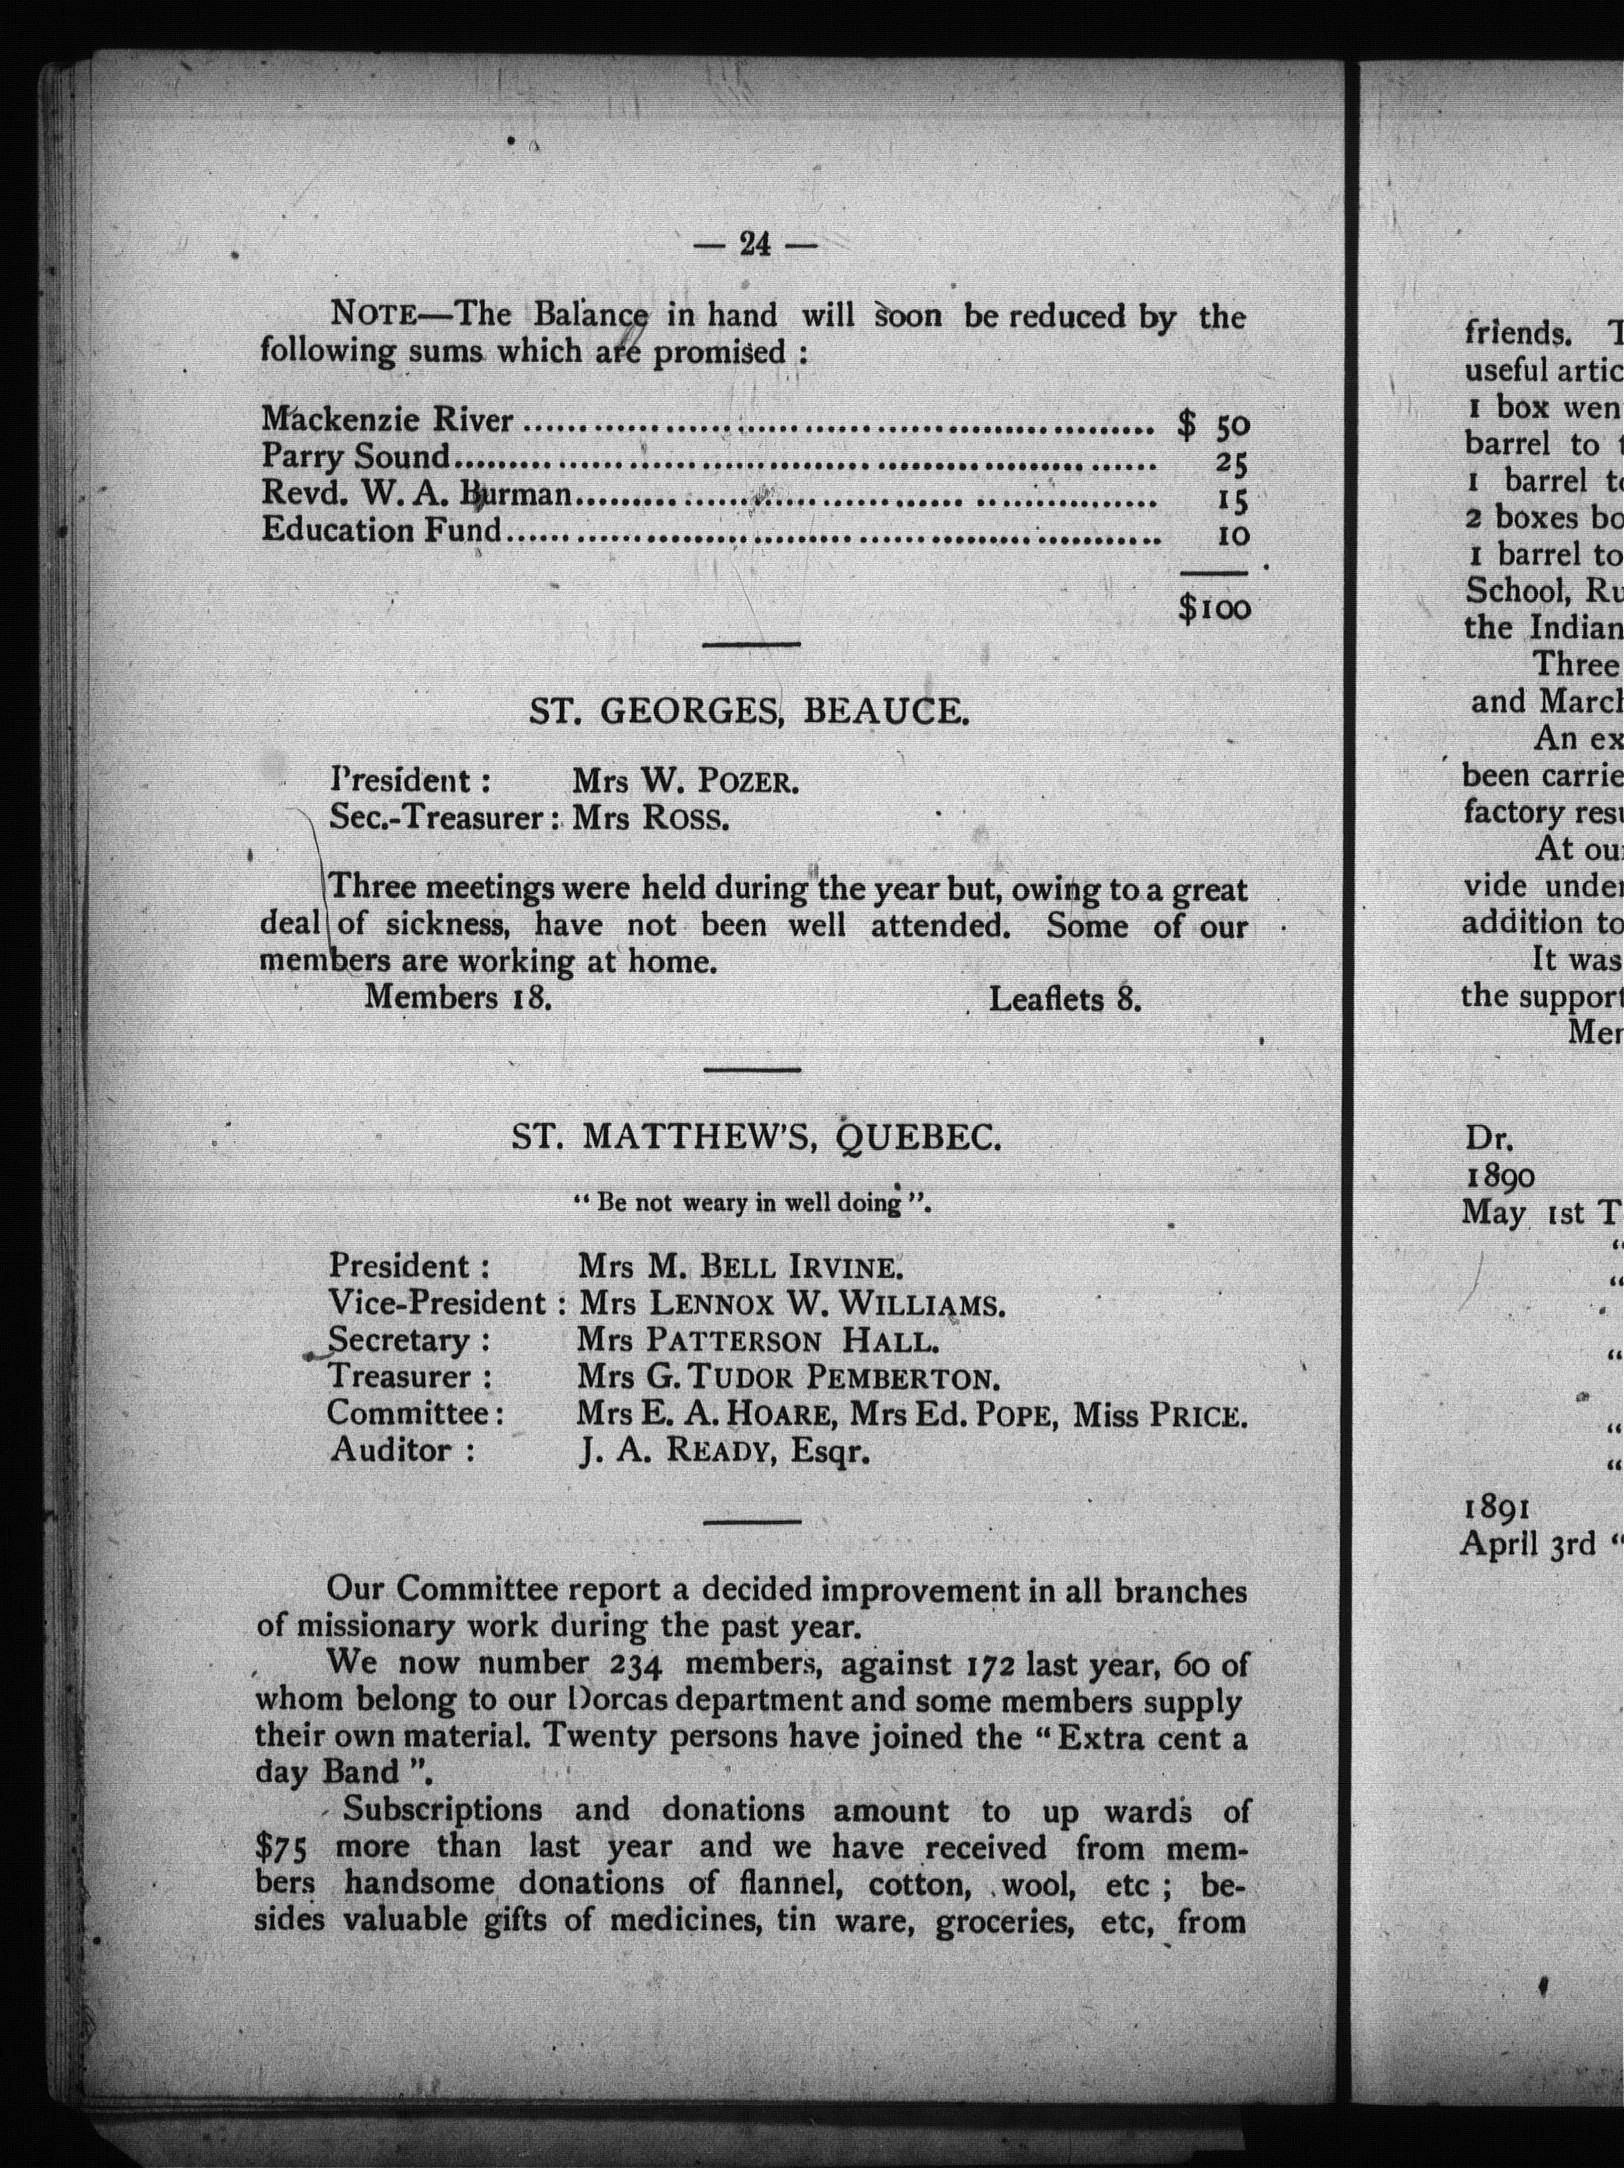 — 24 —
NOTE—The Balance in hand will soon be reduced by the
following sums which are promised :
Mackenzie River ........................................ $ 50
Parry Sound........................................ 25
Revd. W. A. Burman........................................ 15
Education Fund........................................ 10
$100
ST. GEORGES, BEAUCE.
President : Mrs W. POZER.
Sec.-Treasurer : Mrs ROSS.
Three meetings were held during the year but, owing to a great
deal of sickness, have not been well attended. Some of our
members are working at home.
Members 18. Leaflets 8.
ST. MATTHEW'S, QUEBEC.
“ Be not weary in well doing ”.
President : Mrs M. BELL IRVINE.
Vice-President : Mrs LENNOX W. WILLIAMS.
Secretary : Mrs PATTERSON HALL.
Treasurer : Mrs G. TUDOR PEMBERTON.
Committee : Mrs E. A. HOARE, Mrs Ed. POPE, Miss PRICE.
Auditor : J. A. READY, Esqr.
Our Committee report a decided improvement in all branches
of missionary work during the past year.
We now number 234 members, against 172 last year, 60 of
whom belong to our Dorcas department and some members supply
their own material. Twenty persons have joined the “ Extra cent a
day Band ”.
Subscriptions and donations amount to up wards of
$75 more than last year and we have received from mem-
bers handsome donations of flannel, cotton, wool, etc ; be-
sides valuable gifts of medicines, tin ware, groceries, etc, from
friends.
useful
1 box
barrel to
1 barrel
2 boxes
1 barrel to
School,
the Indian
Three
and
An
been
factory
At
vide
addition to
It was
the
Dr.
1890
May 1st
"
"
"
"
"
1891
April 3rd "